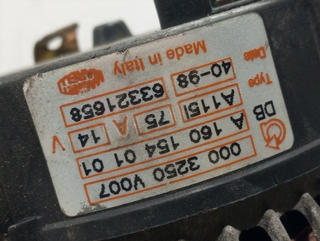 000 3250 V007
A 160 154 01 01
DB
A115I 75 A 14 V
Type
40-98 63321658
Date
Made in Italy